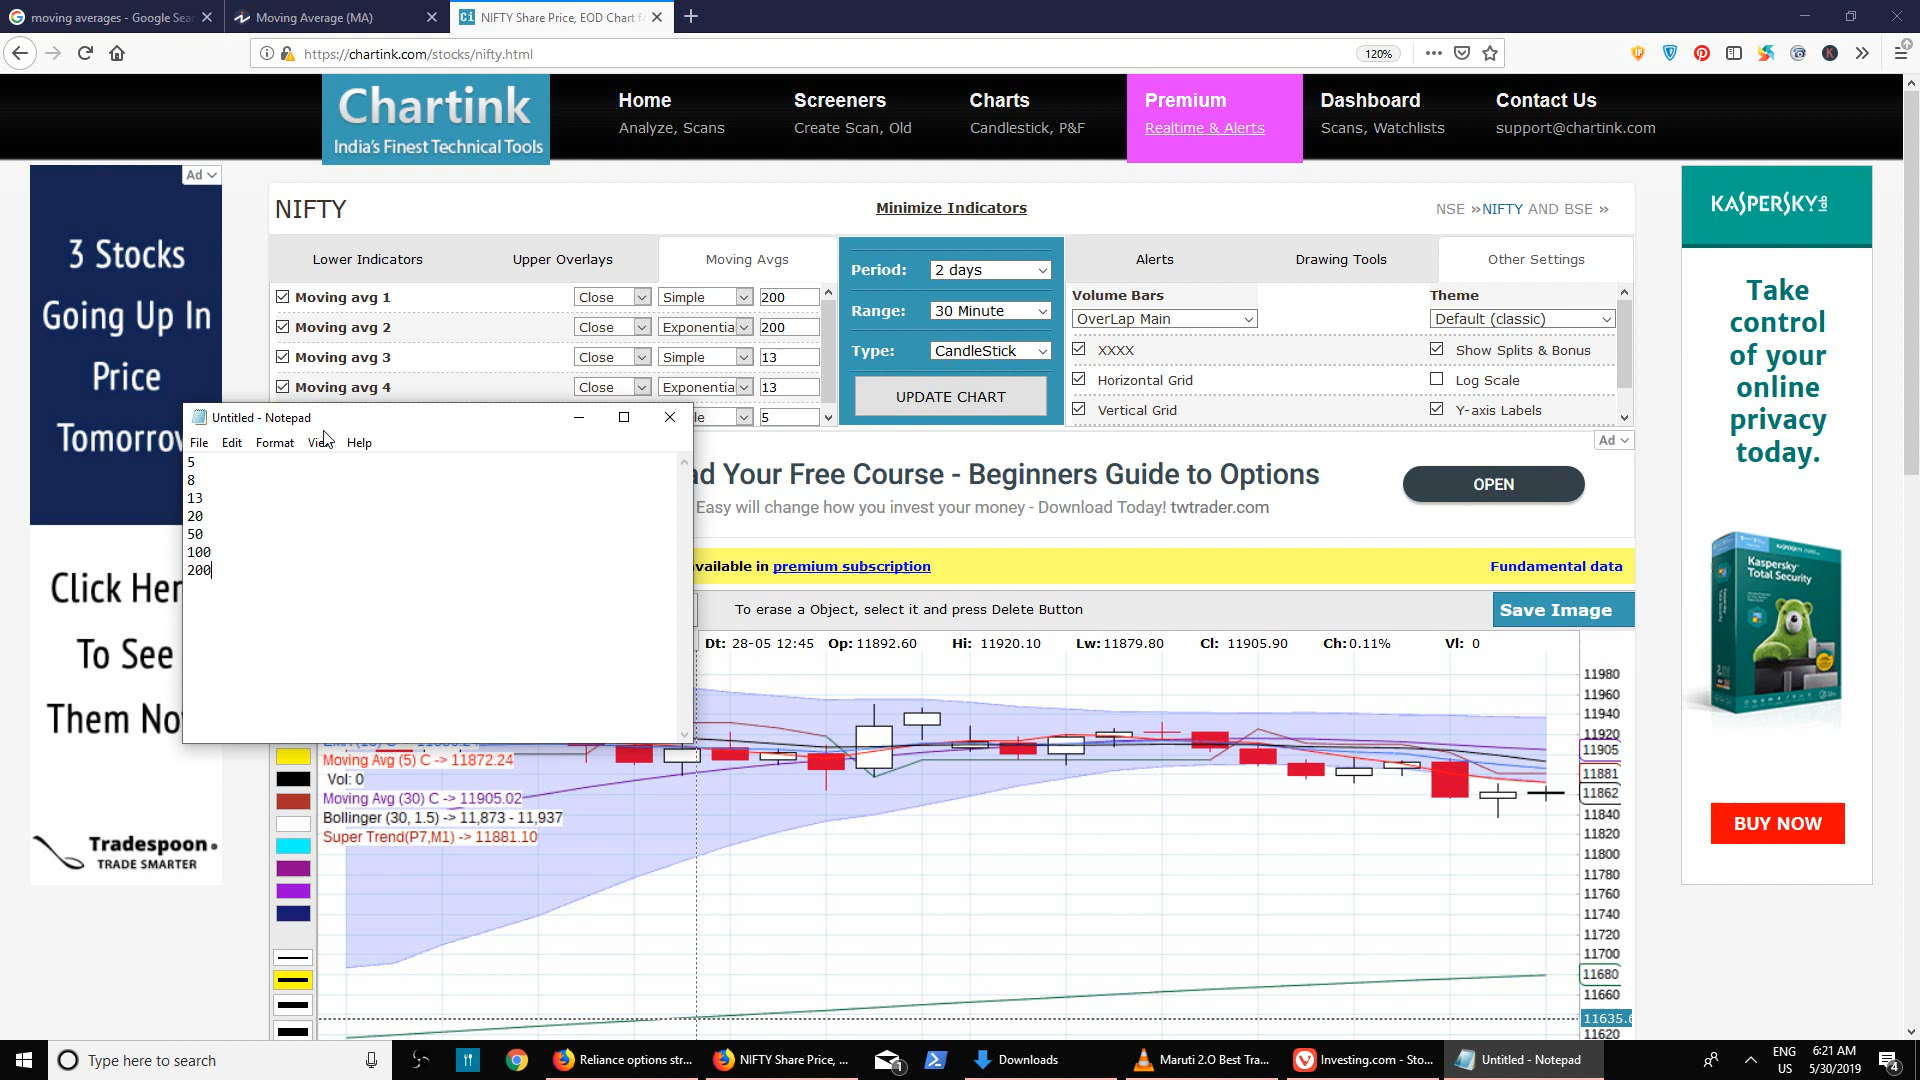 moving averages - Google Sea
Moving Average (MA)
NIFTY Share Price, EOD Chart f
https://chartink.com/stocks/nifty.html
120%
Chartink
India's Finest Technical Tools
Home
Analyze, Scans
Screeners
Create Scan, Old
Charts
Candlestick, P&F
Premium
Realtime & Alerts
Dashboard
Scans, Watchlists
Contact Us
support@chartink.com
Ad
3 Stocks
Going Up In
Price
Tomorrow
Click Her
To See
Them No
Tradespoon
TRADE SMARTER
NIFTY
Minimize Indicators
NSE »NIFTY AND BSE »
Lower Indicators
Upper Overlays
Moving Avgs
Moving avg 1 Close Simple 200
Moving avg 2 Close Exponentia 200
Moving avg 3 Close Simple 13
Moving avg 4 Close Exponentia 13
le 5
Period: 2 days
Range: 30 Minute
Type: CandleStick
UPDATE CHART
Alerts
Drawing Tools
Other Settings
Volume Bars
OverLap Main
XXXX
Horizontal Grid
Vertical Grid
Theme
Default (classic)
Show Splits & Bonus
Log Scale
Y-axis Labels
Untitled - Notepad
File Edit Format View Help
5
8
13
20
50
100
200
Ad
ad Your Free Course - Beginners Guide to Options
Easy will change how you invest your money - Download Today! twtrader.com
OPEN
vailable in premium subscription
Fundamental data
To erase a Object, select it and press Delete Button
Save Image
Dt: 28-05 12:45 Op:11892.60 Hi: 11920.10 Lw:11879.80 Cl: 11905.90 Ch:0.11% Vl: 0
Moving Avg (5) C -> 11872.24
Vol: 0
Moving Avg (30) C -> 11905.02
Bollinger (30, 1.5) -> 11,873 - 11,937
Super Trend(P7,M1) -> 11881.10
11980
11960
11940
11920
11905
11881
11862
11840
11820
11800
11780
11760
11740
11720
11700
11680
11660
11635.6
11620
KASPERSKY lab
Take
control
of your
online
privacy
today.
Kaspersky
Total Security
BUY NOW
Type here to search
Reliance options str...
NIFTY Share Price, ...
1
Downloads
Maruti 2.O Best Tra...
Investing.com - Sto...
Untitled - Notepad
ENG
US
6:21 AM
5/30/2019
4